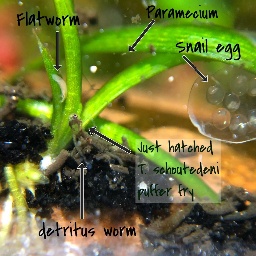 Flatworm
Paramecium
Snail egg
Just hatched
T schoutedeni
puffer fry
detritus worm